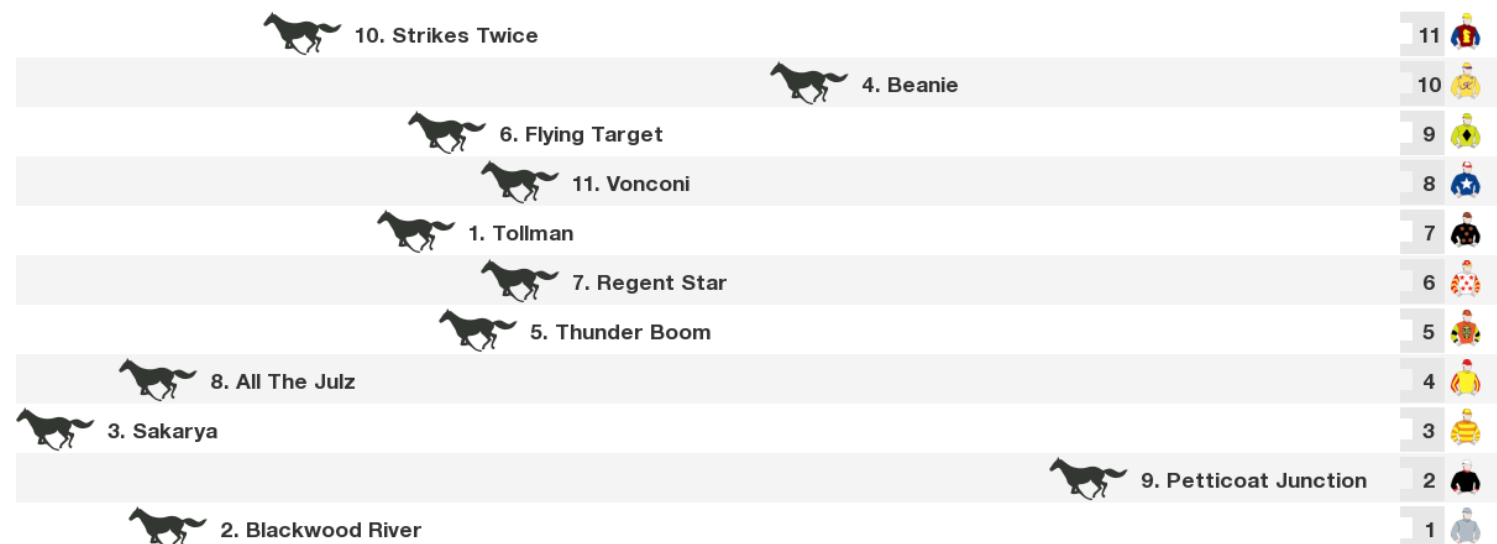 10. Strikes Twice 11
4. Beanie 10
6. Flying Target 9
11. Vonconi 8
1. Tollman 7
7. Regent Star 6
5. Thunder Boom 5
8. All The Julz 4
3. Sakarya 3
9. Petticoat Junction 2
2. Blackwood River 1